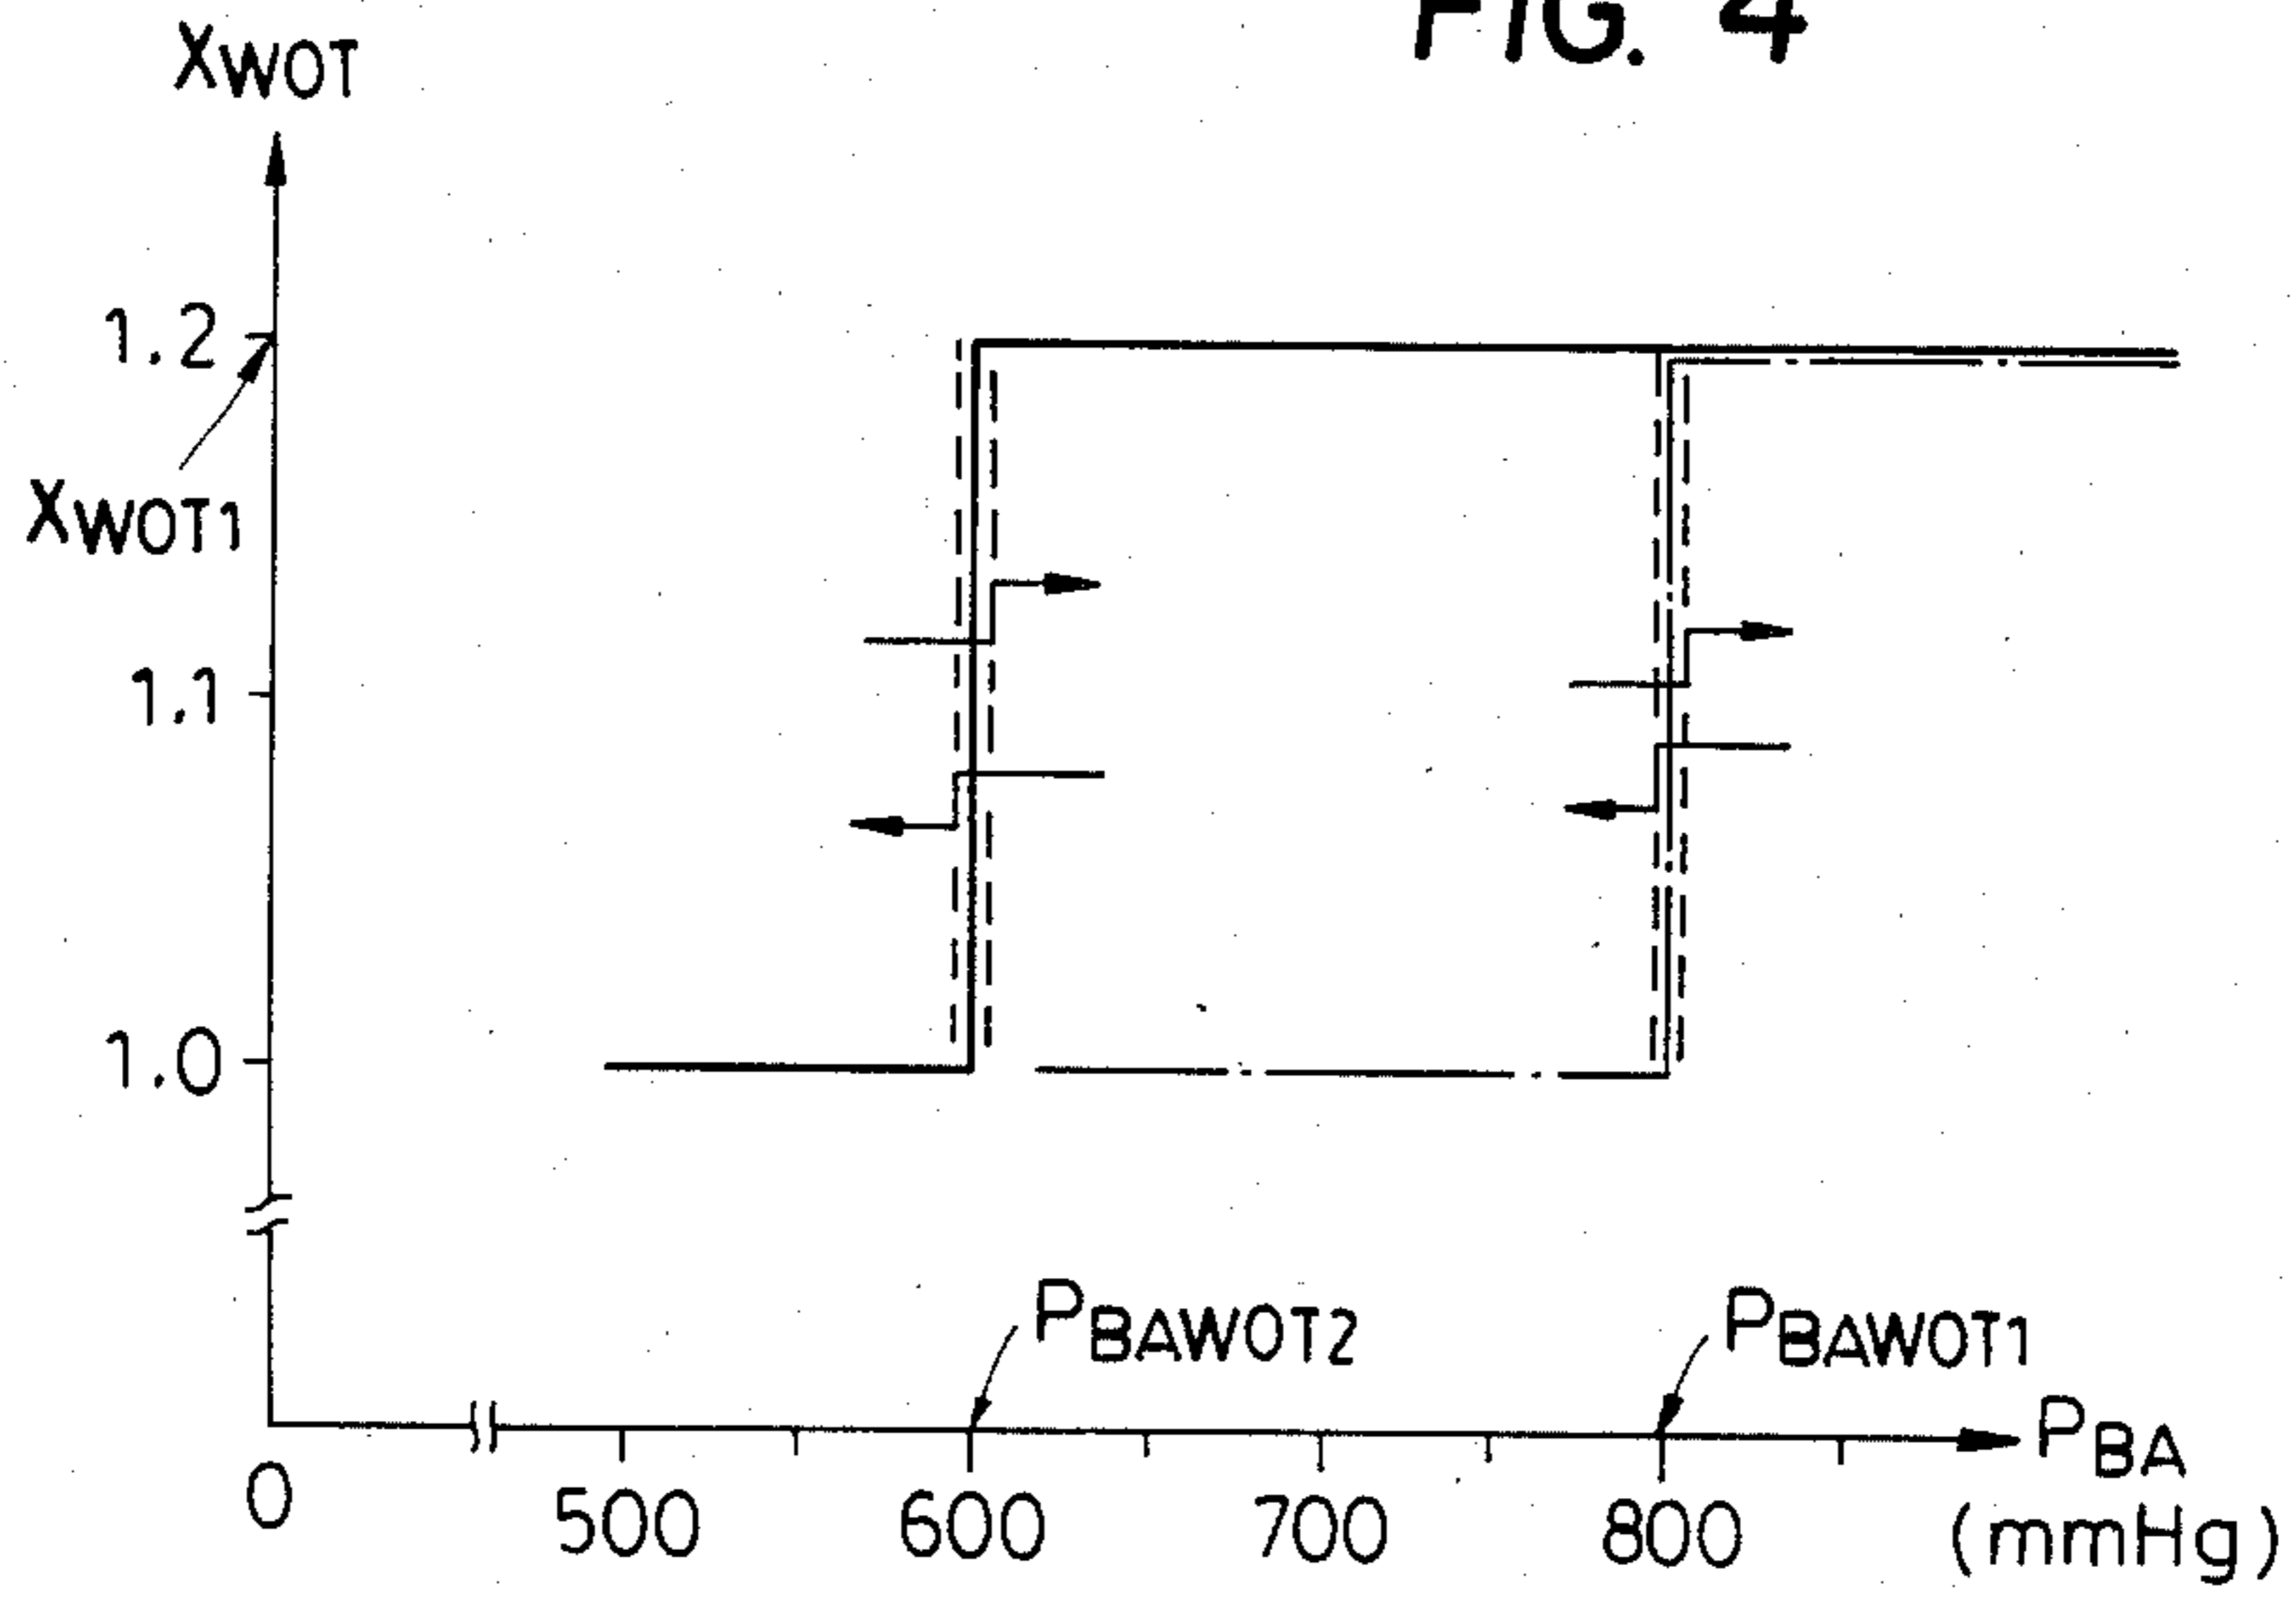 FIG. 4
XWOT
1.2
XWOT1
1.1
1.0
PBAWOT2
PBAWOT1
PBA
0
500
600
700
800
(mmHg)